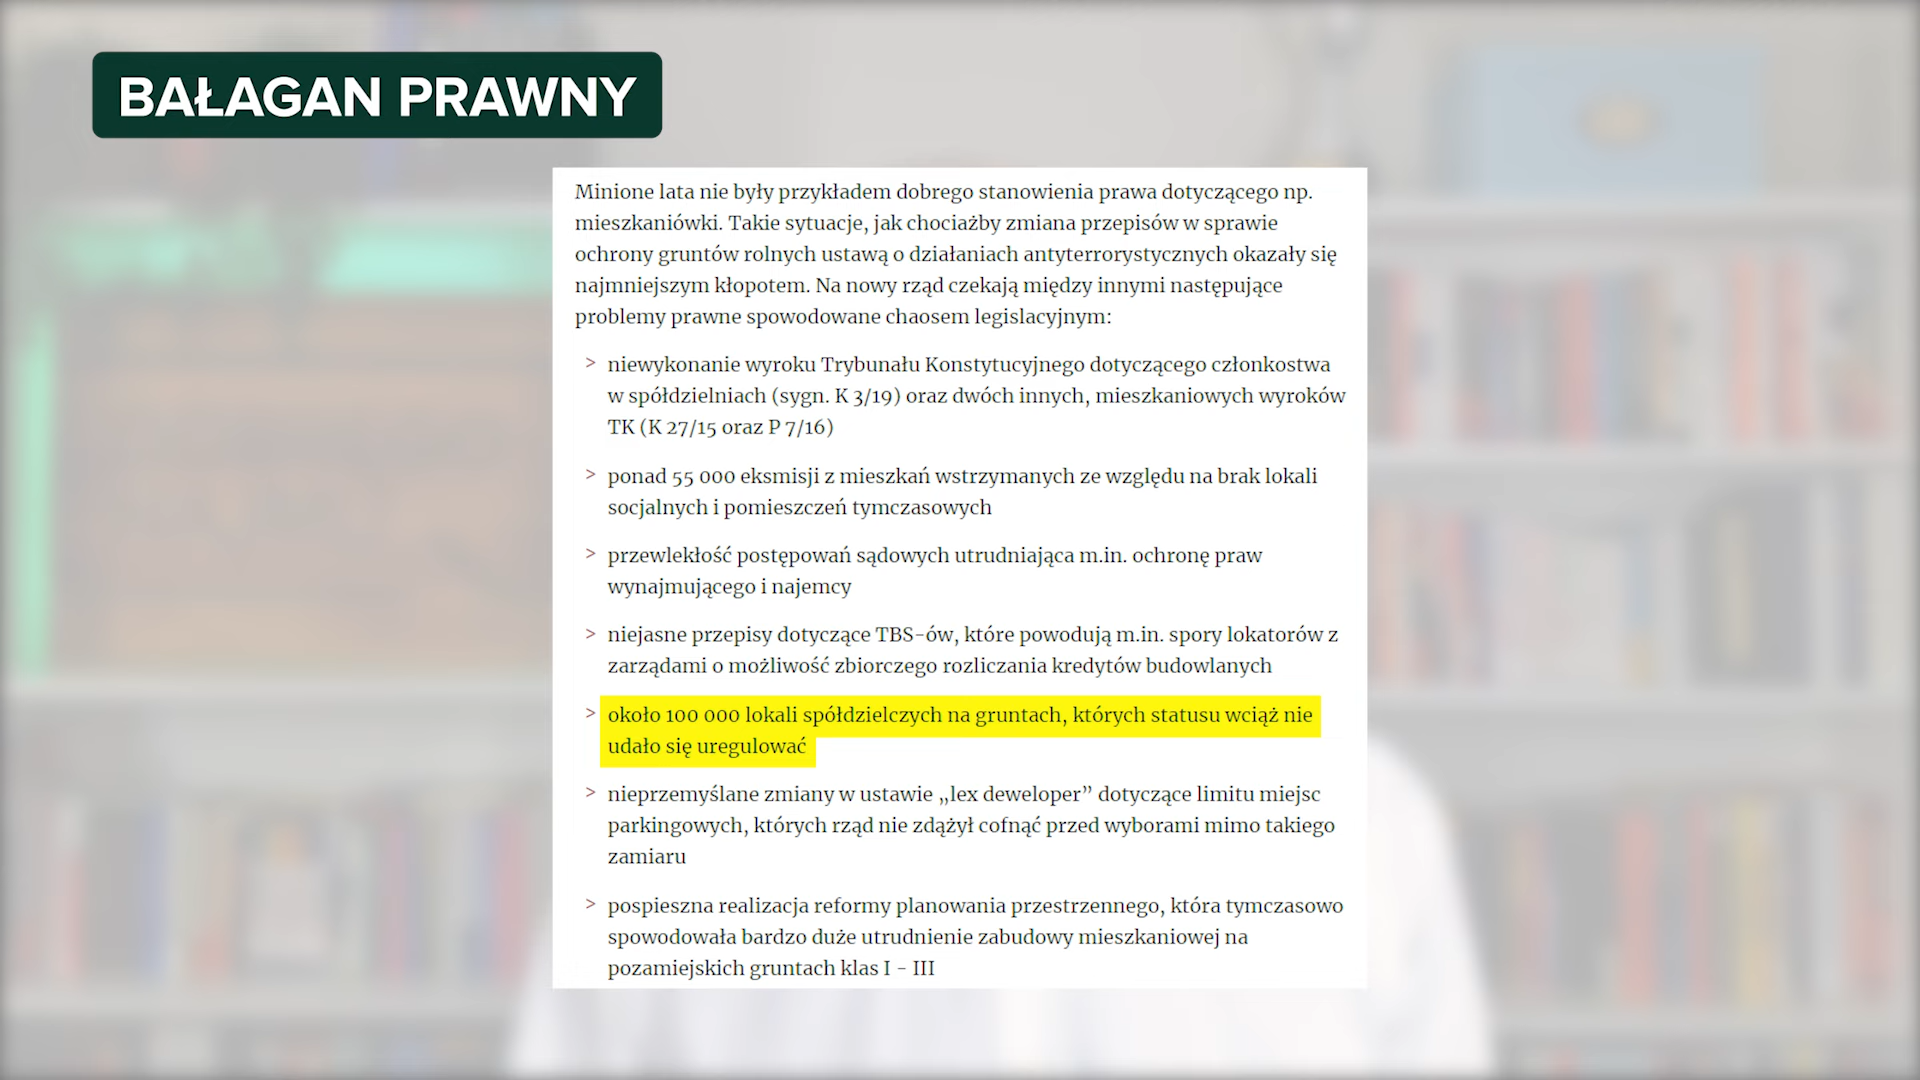 BAŁAGAN PRAWNY
Minione lata nie były przykładem dobrego stanowienia prawa dotyczącego np.
mieszkaniówki. Takie sytuacje, jak chociażby zmiana przepisów w sprawie
ochrony gruntów rolnych ustawą o działaniach antyterrorystycznych okazały się
najmniejszym kłopotem. Na nowy rząd czekają między innymi następujące
problemy prawne spowodowane chaosem legislacyjnym:
> niewykonanie wyroku Trybunału Konstytucyjnego dotyczącego członkostwa
w spółdzielniach (sygn. K 3/19) oraz dwóch innych, mieszkaniowych wyroków
TK (K 27/15 oraz P 7/16)
> ponad 55 000 eksmisji z mieszkań wstrzymanych ze względu na brak lokali
socjalnych i pomieszczeń tymczasowych
> przewlekłość postępowań sądowych utrudniająca m.in. ochronę praw
wynajmującego i najemcy
> niejasne przepisy dotyczące TBS-ów, które powodują m.in. spory lokatorów z
zarządami o możliwość zbiorczego rozliczania kredytów budowlanych
> około 100 000 lokali spółdzielczych na gruntach, których statusu wciąż nie
udało się uregulować
> nieprzemyślane zmiany w ustawie „lex deweloper” dotyczące limitu miejsc
parkingowych, których rząd nie zdążył cofnąć przed wyborami mimo takiego
zamiaru
> pospieszna realizacja reformy planowania przestrzennego, która tymczasowo
spowodowała bardzo duże utrudnienie zabudowy mieszkaniowej na
pozamiejskich gruntach klas I - III